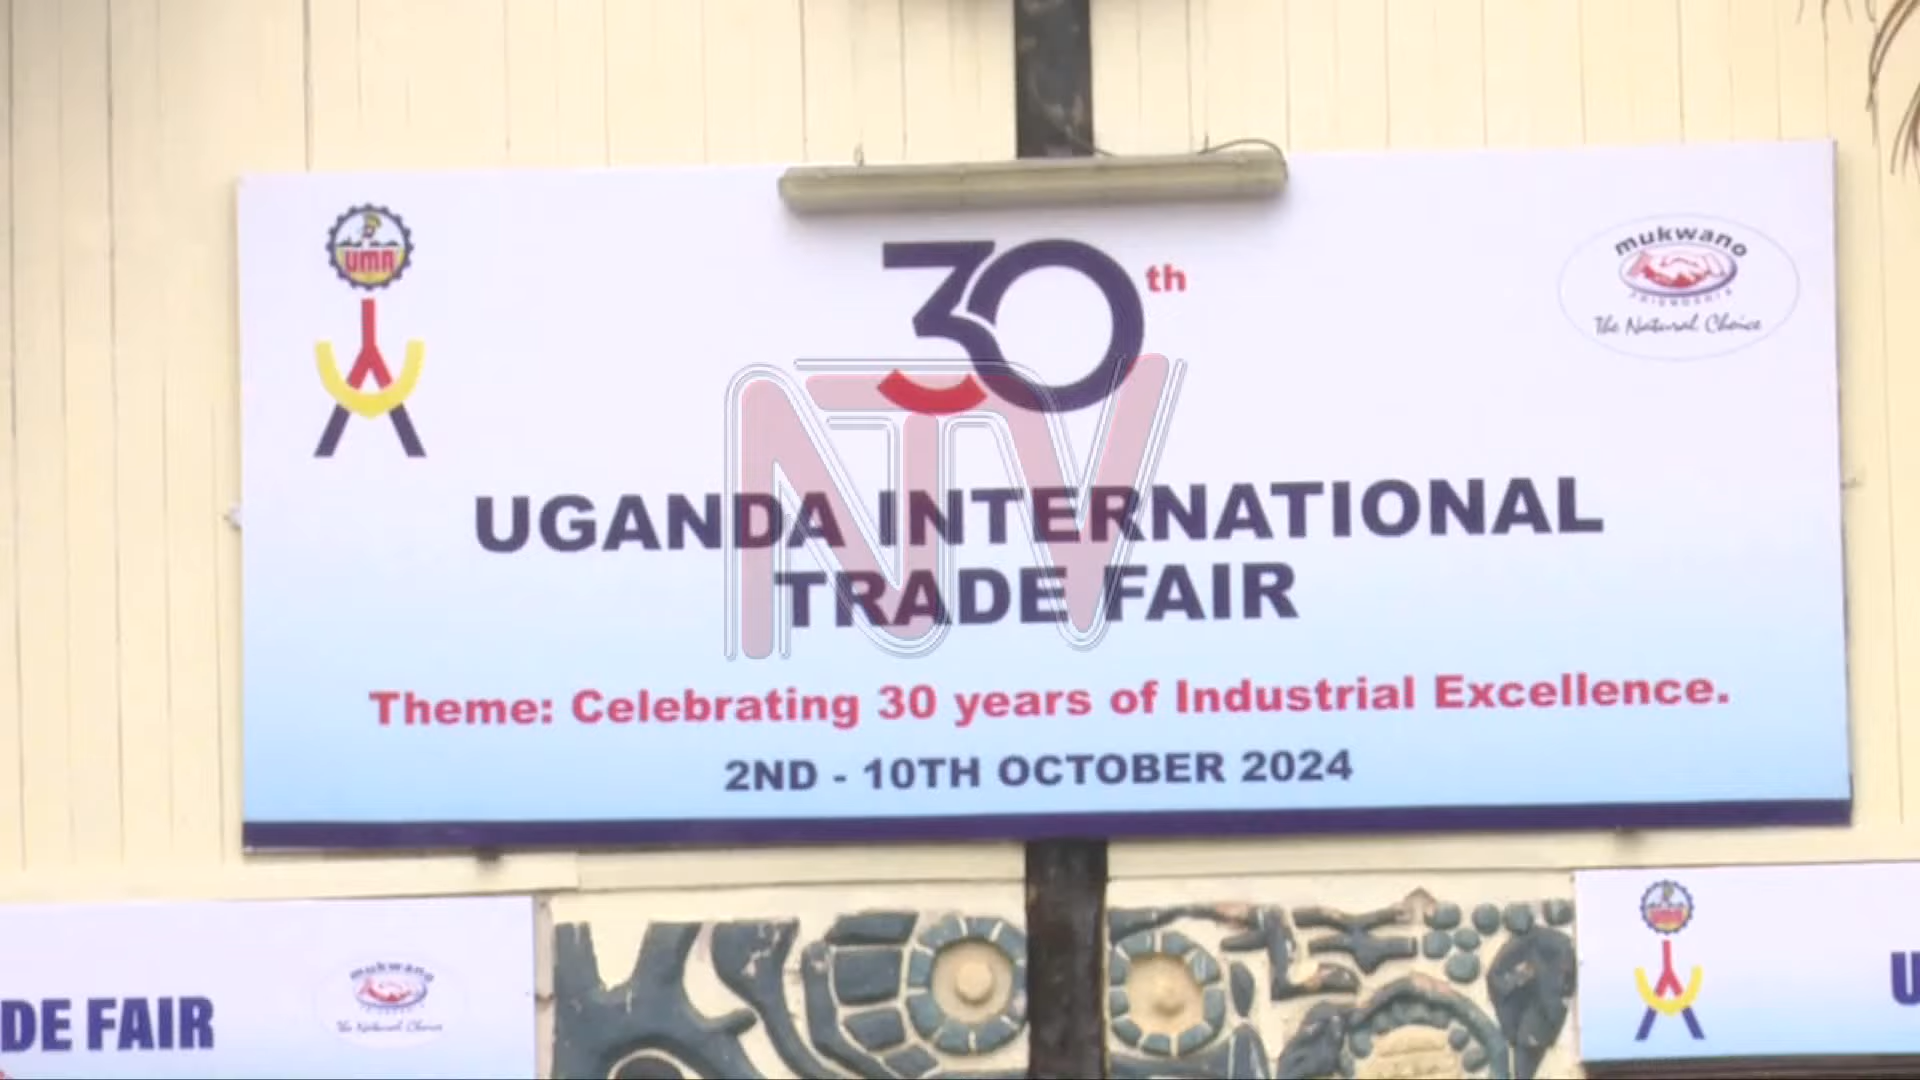 UMA
30th
mukwano
FRIENDSHIP
The Natural Choice
NTV
UGANDA INTERNATIONAL
TRADE FAIR
Theme: Celebrating 30 years of Industrial Excellence.
2ND - 10TH OCTOBER 2024
DE FAIR
mukwano
The Natural Choice
UMA
U